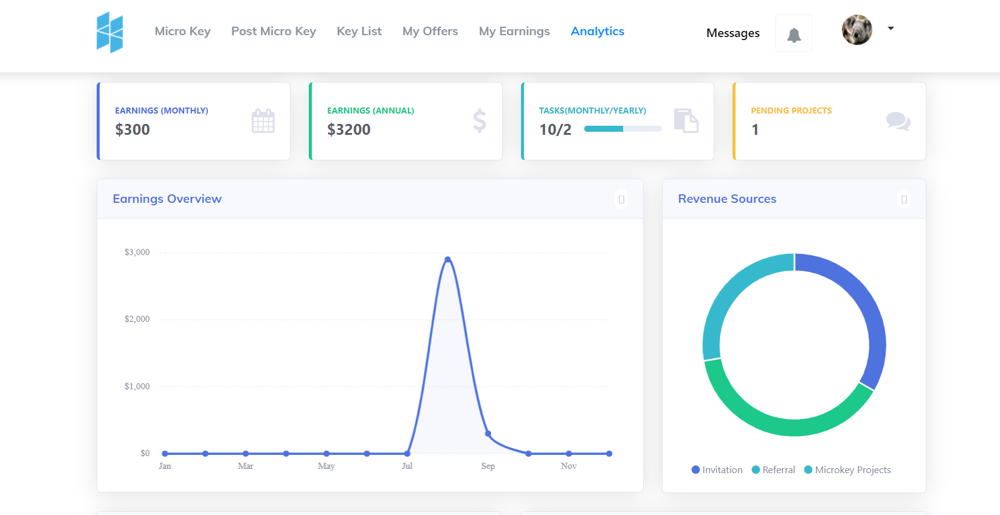 Micro Key
Post Micro Key
Key List
My Offers
My Earnings
Analytics
Messages
EARNINGS (MONTHLY)
$300
EARNINGS (ANNUAL)
$3200
TASKS(MONTHLY/YEARLY)
10/2
PENDING PROJECTS
1
Earnings Overview
$3,000
$2,000
$1,000
$0
Jan
Mar
May
Jul
Sep
Nov
Revenue Sources
Invitation
Referral
Microkey Projects